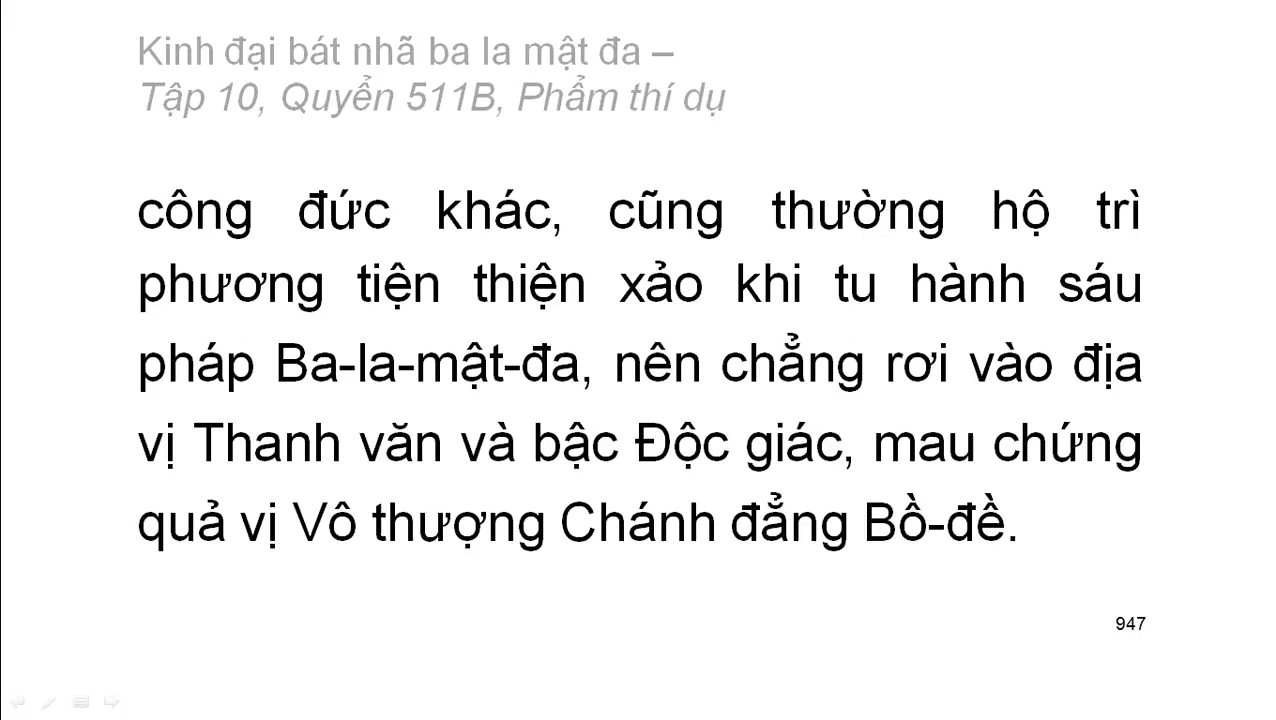 Kinh đại bát nhã ba la mật đa –
Tập 10, Quyển 511B, Phẩm thí dụ
công đức khác, cũng thường hộ trì
phương tiện thiện xảo khi tu hành sáu
pháp Ba-la-mật-đa, nên chẳng rơi vào địa
vị Thanh văn và bậc Độc giác, mau chứng
quả vị Vô thượng Chánh đẳng Bồ-đề.
947